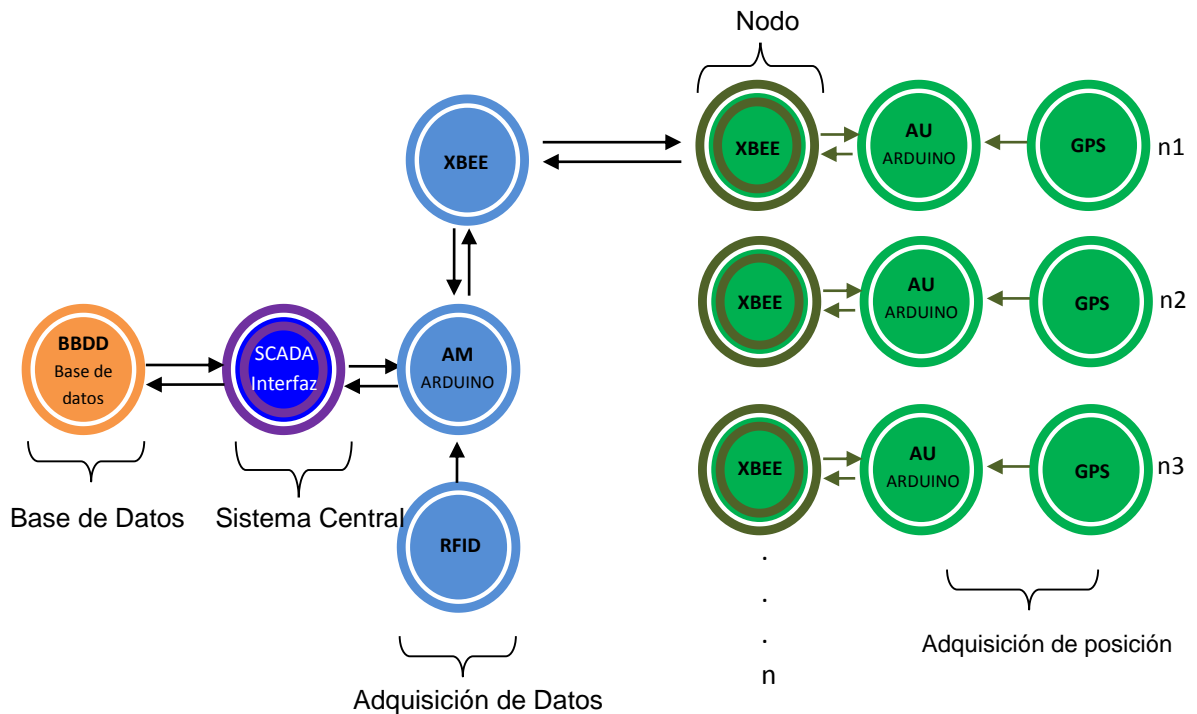 Nodo
XBEE
XBEE
AU
ARDUINO
GPS
n1
XBEE
AU
ARDUINO
GPS
n2
BBDD
Base de
datos
SCADA
Interfaz
AM
ARDUINO
XBEE
AU
ARDUINO
GPS
n3
Base de Datos
Sistema Central
RFID
.
.
.
n
Adquisición de posición
Adquisición de Datos